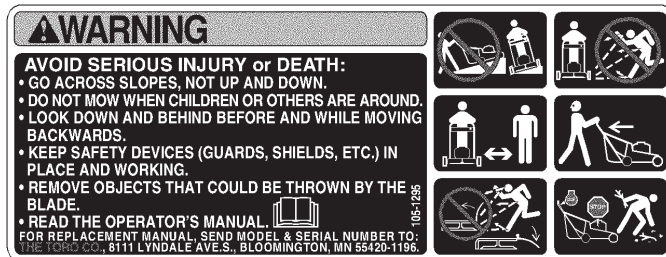 WARNING
AVOID SERIOUS INJURY or DEATH:
• GO ACROSS SLOPES, NOT UP AND DOWN.
• DO NOT MOW WHEN CHILDREN OR OTHERS ARE AROUND.
• LOOK DOWN AND BEHIND BEFORE AND WHILE MOVING
BACKWARDS.
• KEEP SAFETY DEVICES (GUARDS, SHIELDS, ETC.) IN
PLACE AND WORKING.
• REMOVE OBJECTS THAT COULD BE THROWN BY THE
BLADE.
• READ THE OPERATOR'S MANUAL.
FOR REPLACEMENT MANUAL, SEND MODEL & SERIAL NUMBER TO:
THE TORO CO., 8111 LYNDALE AVE.S., BLOOMINGTON, MN 55420-1196.
105-1295
STOP